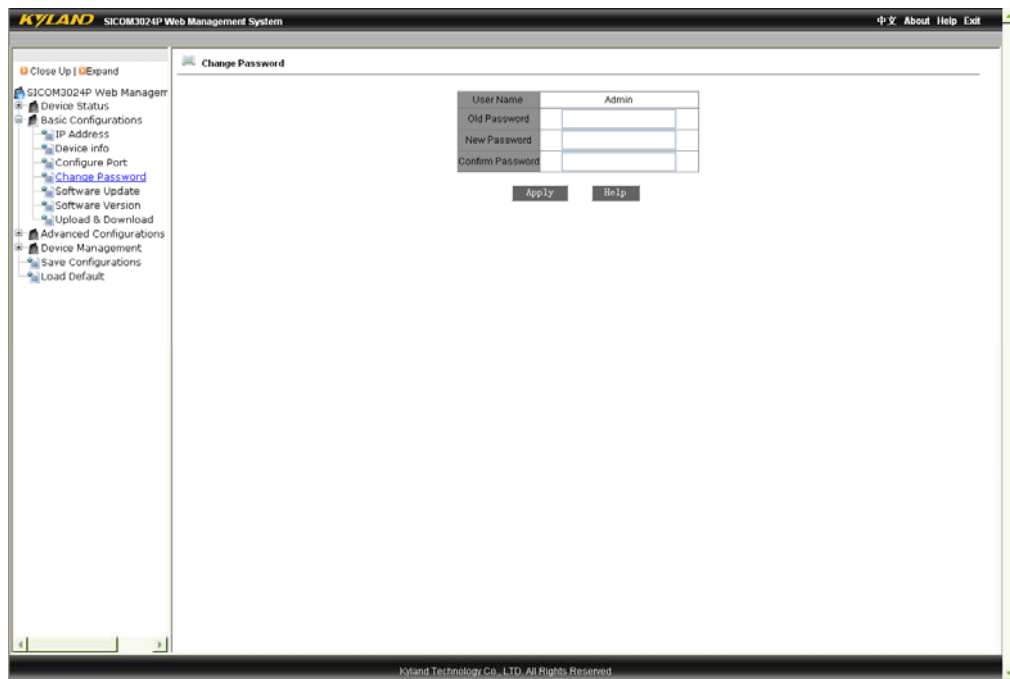 KYLAND SICOM3024P Web Management System
中文 About Help Exit
Close Up | Expand
SICOM3024P Web Managem
Device Status
Basic Configurations
IP Address
Device info
Configure Port
Change Password
Software Update
Software Version
Upload & Download
Advanced Configurations
Device Management
Save Configurations
Load Default
Change Password
User Name Admin
Old Password
New Password
Confirm Password
Apply Help
Kyland Technology Co., LTD. All Rights Reserved